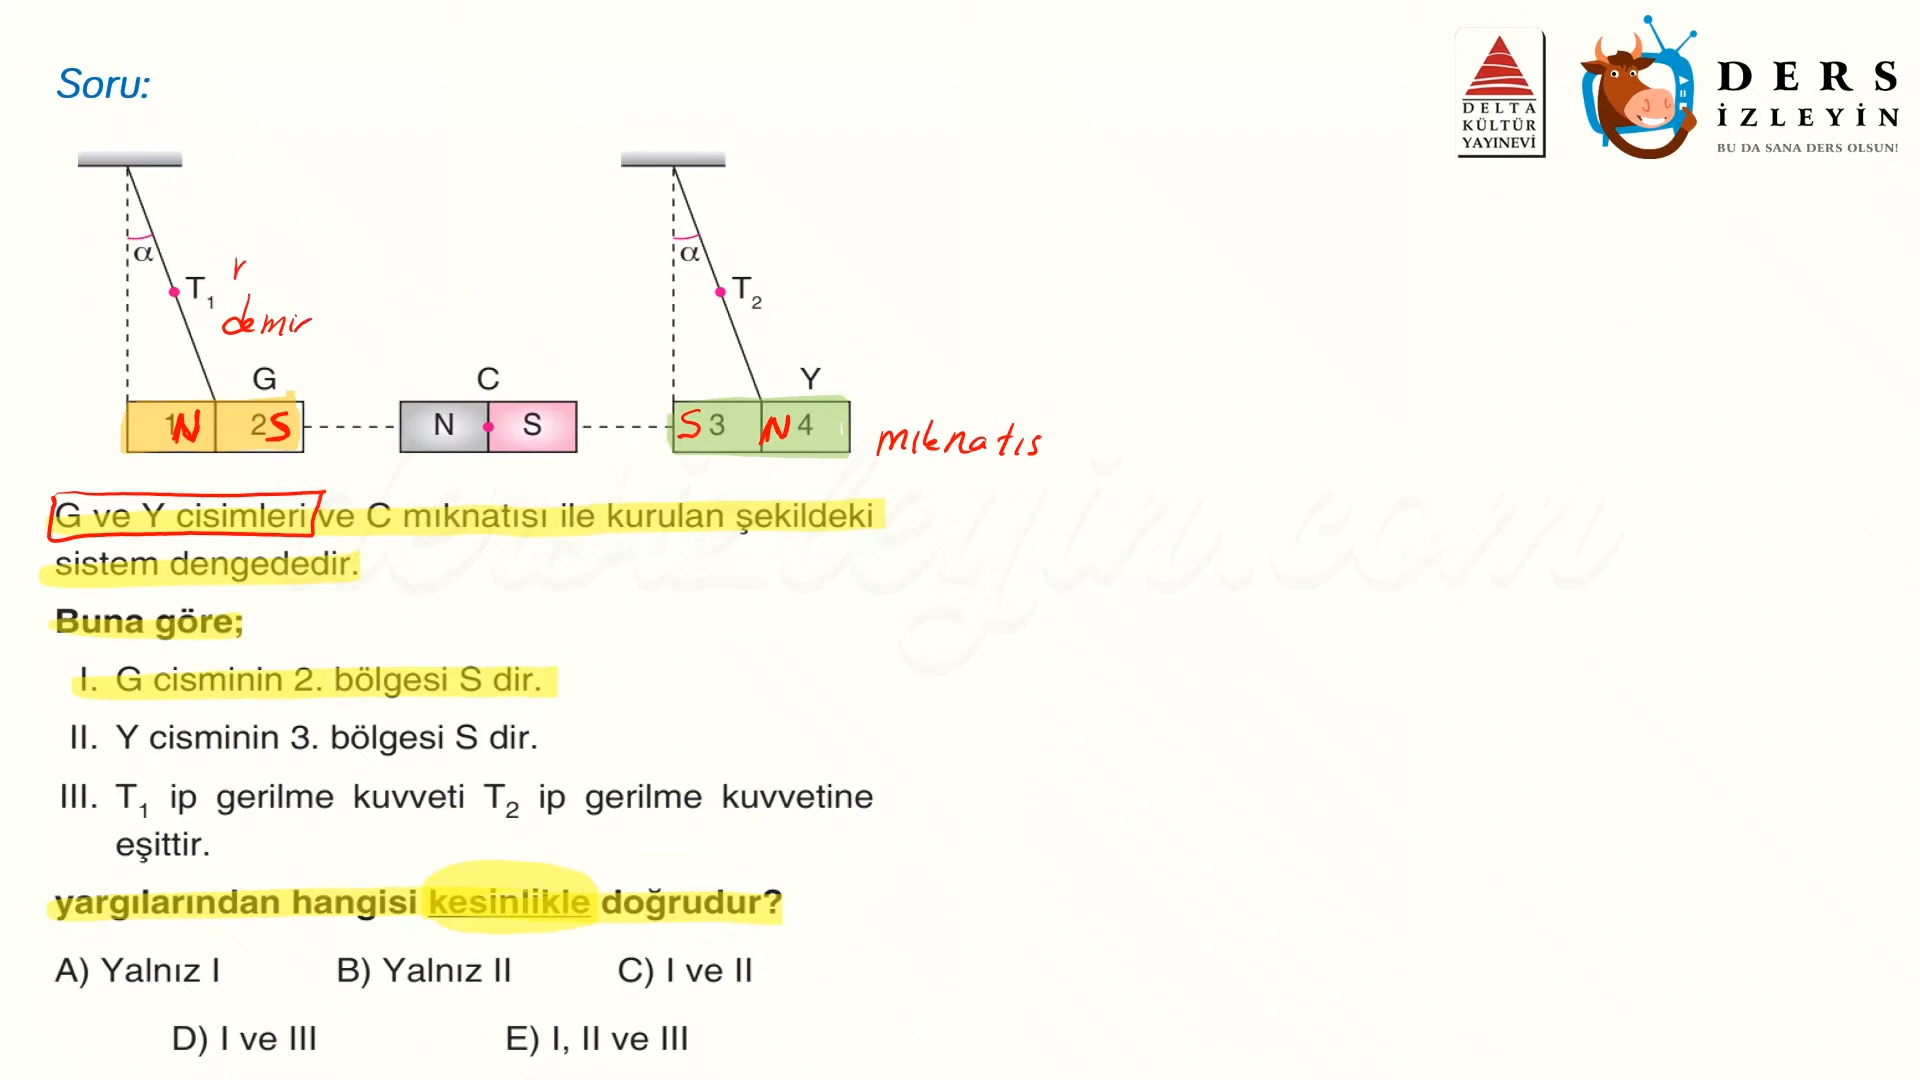 Soru:
DELTA
KÜLTÜR
YAYINEVİ
DERS
İZLEYİN
BU DA SANA DERS OLSUN!
α
T1
r
demir
α
T2
G
C
Y
1 N 2 S
N S
S 3 N 4
mıknatıs
G ve Y cisimleri ve C mıknatısı ile kurulan şekildeki
sistem dengededir.
Buna göre;
I. G cisminin 2. bölgesi S dir.
II. Y cisminin 3. bölgesi S dir.
III. T1 ip gerilme kuvveti T2 ip gerilme kuvvetine
eşittir.
yargılarından hangisi kesinlikle doğrudur?
A) Yalnız I B) Yalnız II C) I ve II
D) I ve III E) I, II ve III
dersizleyin.com